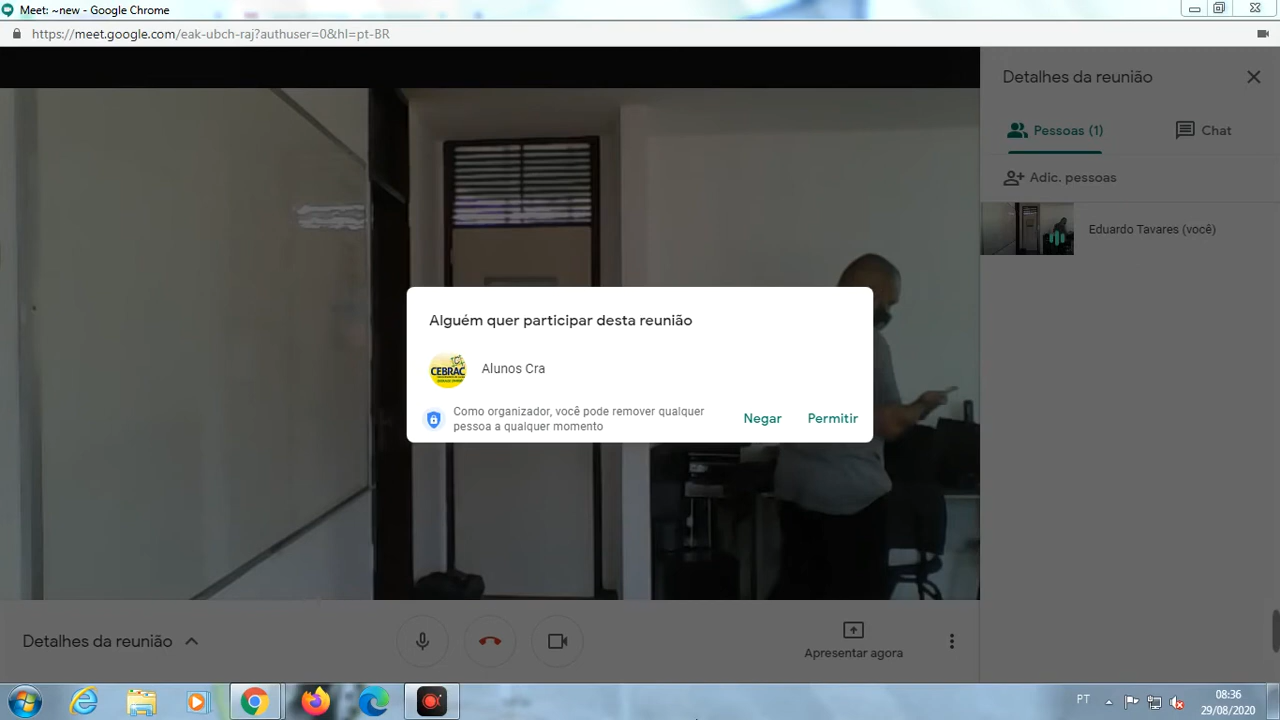 Meet: ~new - Google Chrome
https://meet.google.com/eak-ubch-raj?authuser=0&hl=pt-BR
Detalhes da reunião
Pessoas (1)
Chat
Adic. pessoas
Eduardo Tavares (você)
Alguém quer participar desta reunião
CEBRAC
Alunos Cra
Como organizador, você pode remover qualquer
pessoa a qualquer momento
Negar
Permitir
Detalhes da reunião
Apresentar agora
PT
08:36
29/08/2020